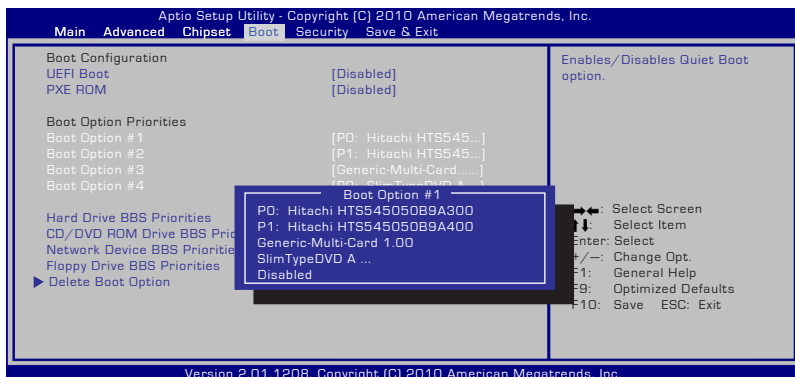 Aptio Setup Utility - Copyright (C) 2010 American Megatrends, Inc.
Main Advanced Chipset Boot Security Save & Exit
Boot Configuration
UEFI Boot [Disabled]
PXE ROM [Disabled]
Boot Option Priorities
Boot Option #1 [P0: Hitachi HTS545...]
Boot Option #2 [P1: Hitachi HTS545...]
Boot Option #3 [Generic-Multi-Card......]
Boot Option #4
Hard Drive BBS Priorities
CD/DVD ROM Drive BBS
Network Device BBS
Floppy Drive BBS Priorities
Delete Boot Option
Boot Option #1
P0: Hitachi HTS545050B9A300
P1: Hitachi HTS545050B9A400
Generic-Multi-Card 1.00
SlimTypeDVD A ...
Disabled
Enables/Disables Quiet Boot
option.
→←: Select Screen
↑↓: Select Item
Enter: Select
+/—: Change Opt.
F1: General Help
F9: Optimized Defaults
F10: Save ESC: Exit
Version 2.01.1208. Copyright (C) 2010 American Megatrends, Inc.